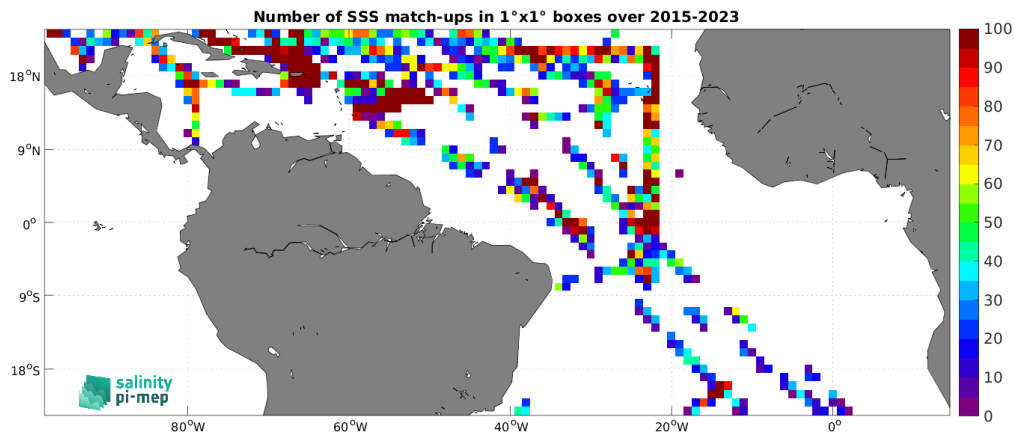 Number of SSS match-ups in 1°x1° boxes over 2015-2023
18°N
9°N
0°
9°S
18°S
80°W
60°W
40°W
20°W
0°
100
90
80
70
60
50
40
30
20
10
0
salinity
pi-mep